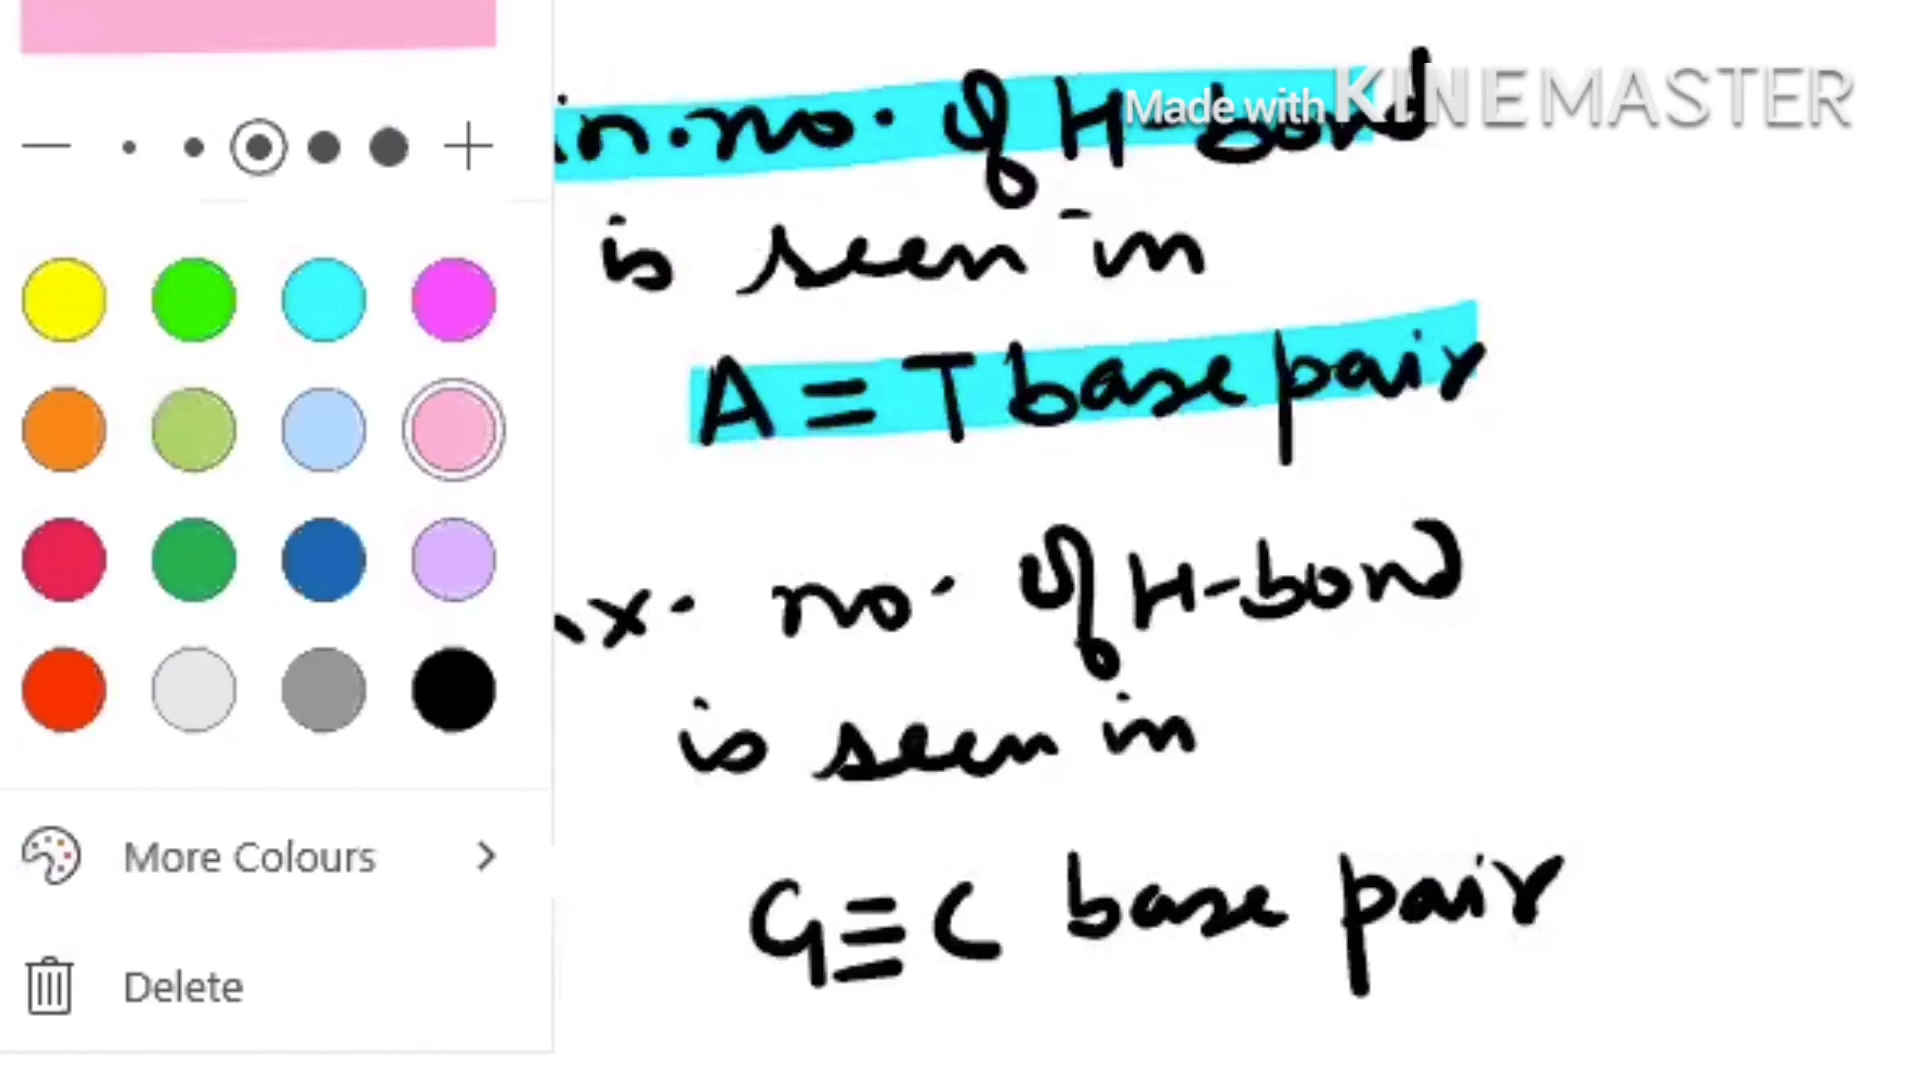 Made with KINEMASTER
in. no. of H-bond
is seen in
A = T base pair
x. no. of H-bond
is seen in
G≡C base pair
More Colours
Delete